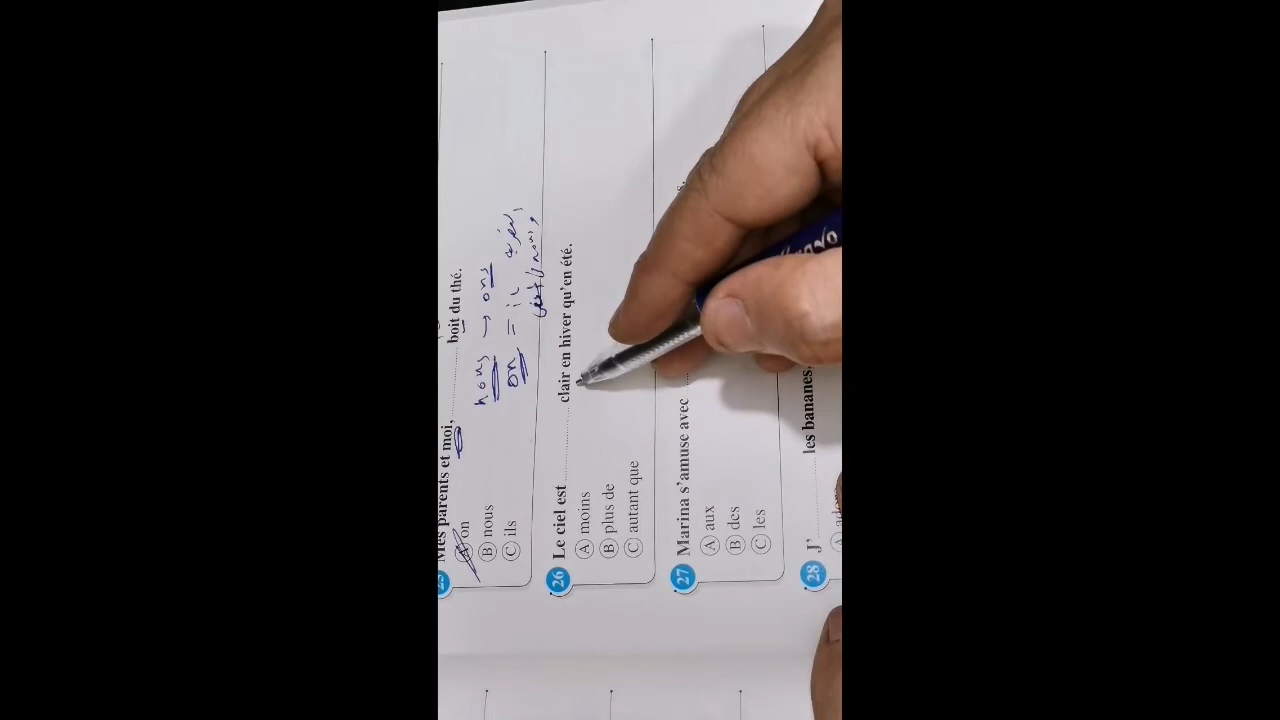 25 Mes parents et moi, .............. boit du thé.
A on
B nous
C ils
nous → ons
on = il
nous
26 Le ciel est .............. clair en hiver qu'en été.
A moins
B plus de
C autant que
27 Marina s'amuse avec
s.
A aux
B des
C les
28 J' .............. les bananes.
A